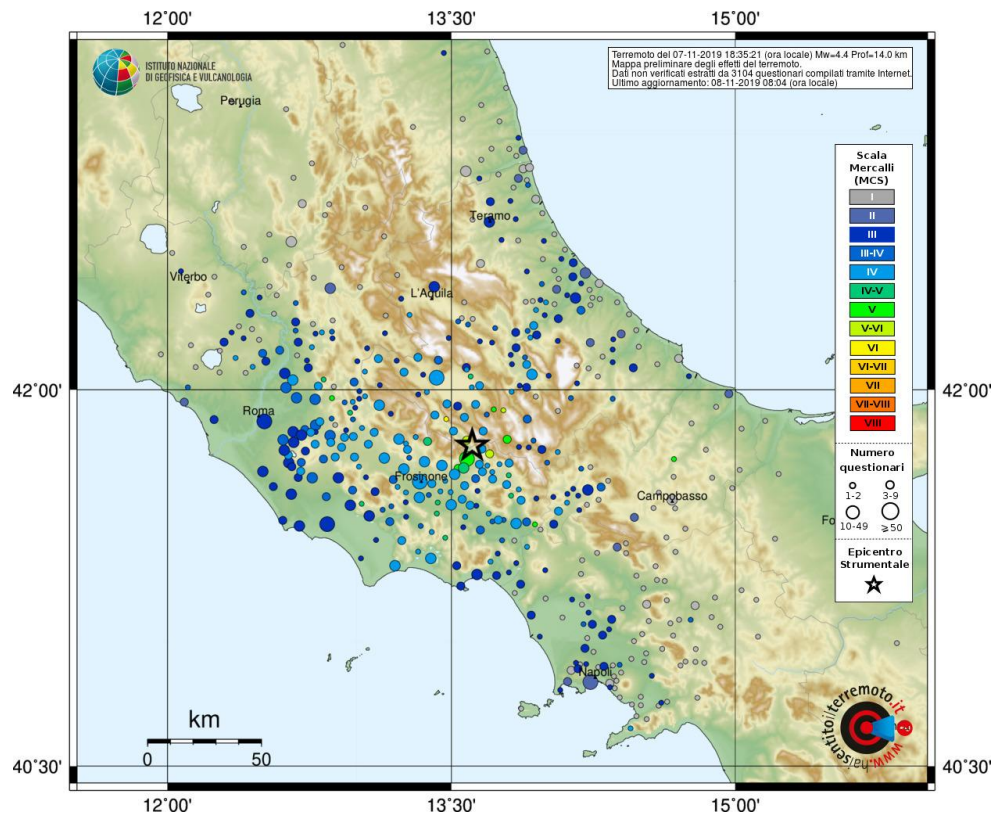 12°00'
13°30'
15°00'
ISTITUTO NAZIONALE
DI GEOFISICA E VULCANOLOGIA
Terremoto del 07-11-2019 18:35:21 (ora locale) Mw=4.4 Prof=14.0 km
Mappa preliminare degli effetti del terremoto.
Dati non verificati estratti da 3104 questionari compilati tramite Internet.
Ultimo aggiornamento: 08-11-2019 08:04 (ora locale)
Perugia
Scala
Mercalli
(MCS)
I
II
III
III-IV
IV
IV-V
V
V-VI
VI
VI-VII
VII
VII-VIII
VIII
Teramo
Viterbo
L'Aquila
42°00'
42°00'
Roma
Frosinone
Campobasso
Fo
Numero
questionari
1-2
3-9
10-49
⩾50
Epicentro
Strumentale
Napoli
km
0
50
www.haisentitoilterremoto.it
40°30'
40°30'
12°00'
13°30'
15°00'